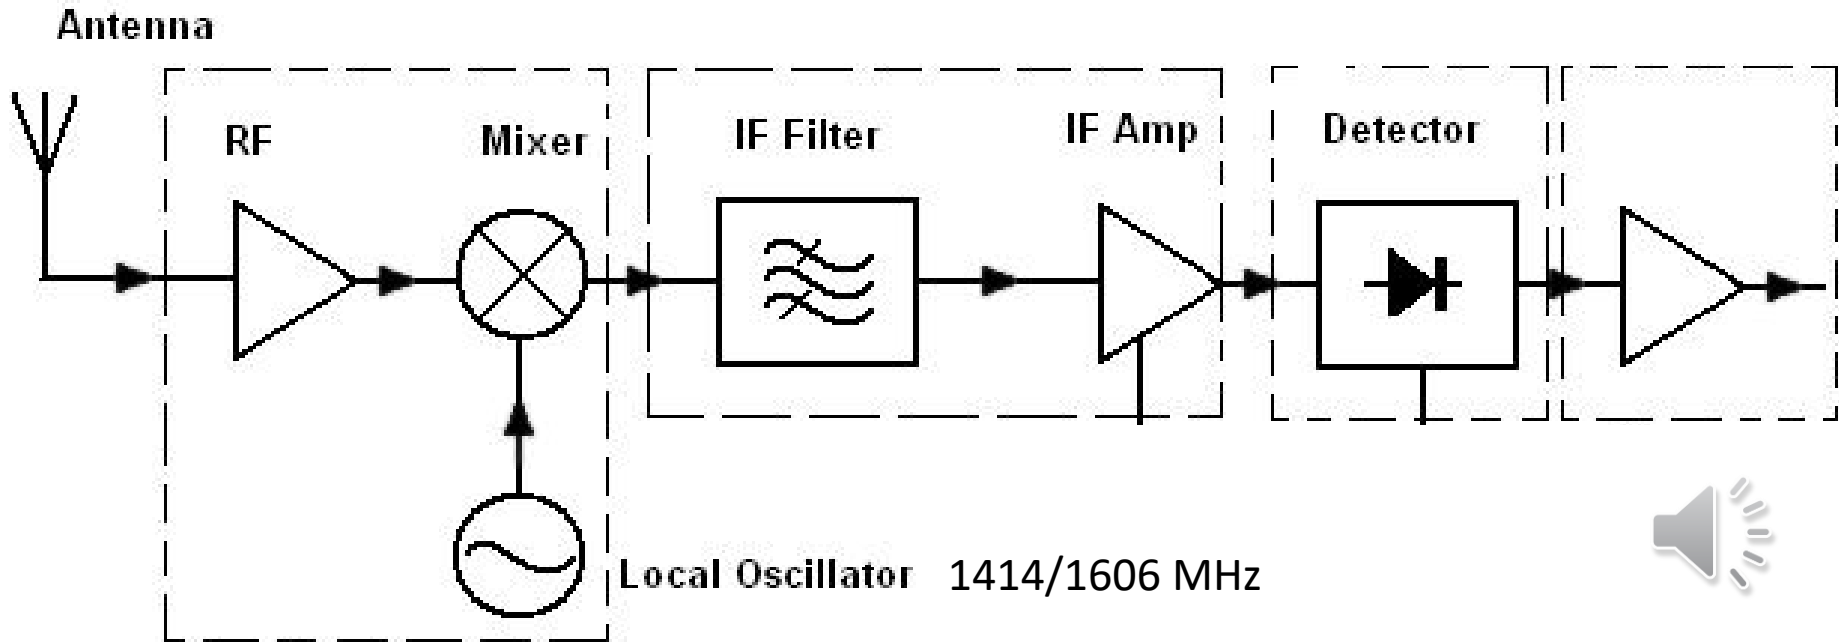 Antenna
RF
Mixer
IF Filter
IF Amp
Detector
Local Oscillator 1414/1606 MHz